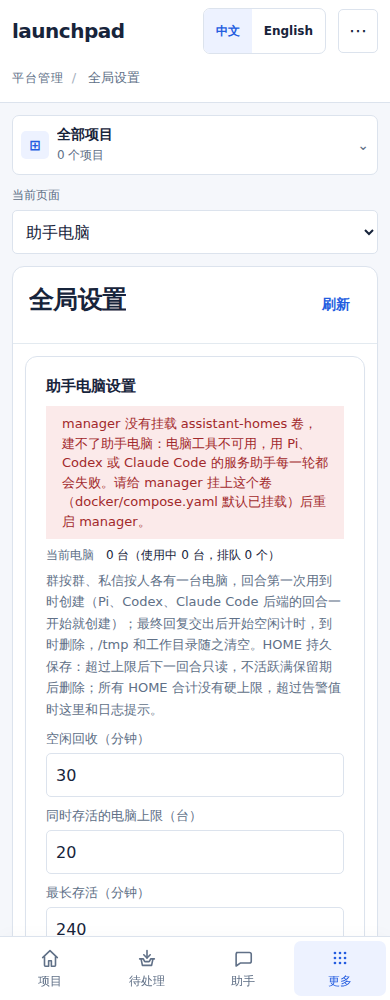 launchpad
中文
English
…
平台管理 / 全局设置
全部项目
0 个项目
当前页面
助手电脑
全局设置
刷新
助手电脑设置
manager 没有挂载 assistant-homes 卷，
建不了助手电脑：电脑工具不可用，用 Pi、
Codex 或 Claude Code 的服务助手每一轮都
会失败。请给 manager 挂上这个卷
（docker/compose.yaml 默认已挂载）后重
启 manager。
当前电脑 0 台（使用中 0 台，排队 0 个）
群按群、私信按人各有一台电脑，回合第一次用到
时创建（Pi、Codex、Claude Code 后端的回合一
开始就创建）；最终回复交出后开始空闲计时，到
时删除，/tmp 和工作目录随之清空。HOME 持久
保存：超过上限后下一回合只读，不活跃满保留期
后删除；所有 HOME 合计没有硬上限，超过告警值
时这里和日志提示。
空闲回收（分钟）
30
同时存活的电脑上限（台）
20
最长存活（分钟）
240
项目
待处理
助手
更多